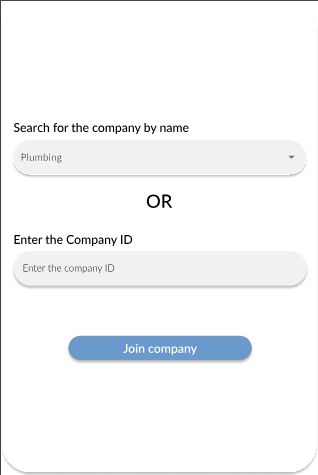 Search for the company by name
Plumbing
OR
Enter the Company ID
Enter the company ID
Join company